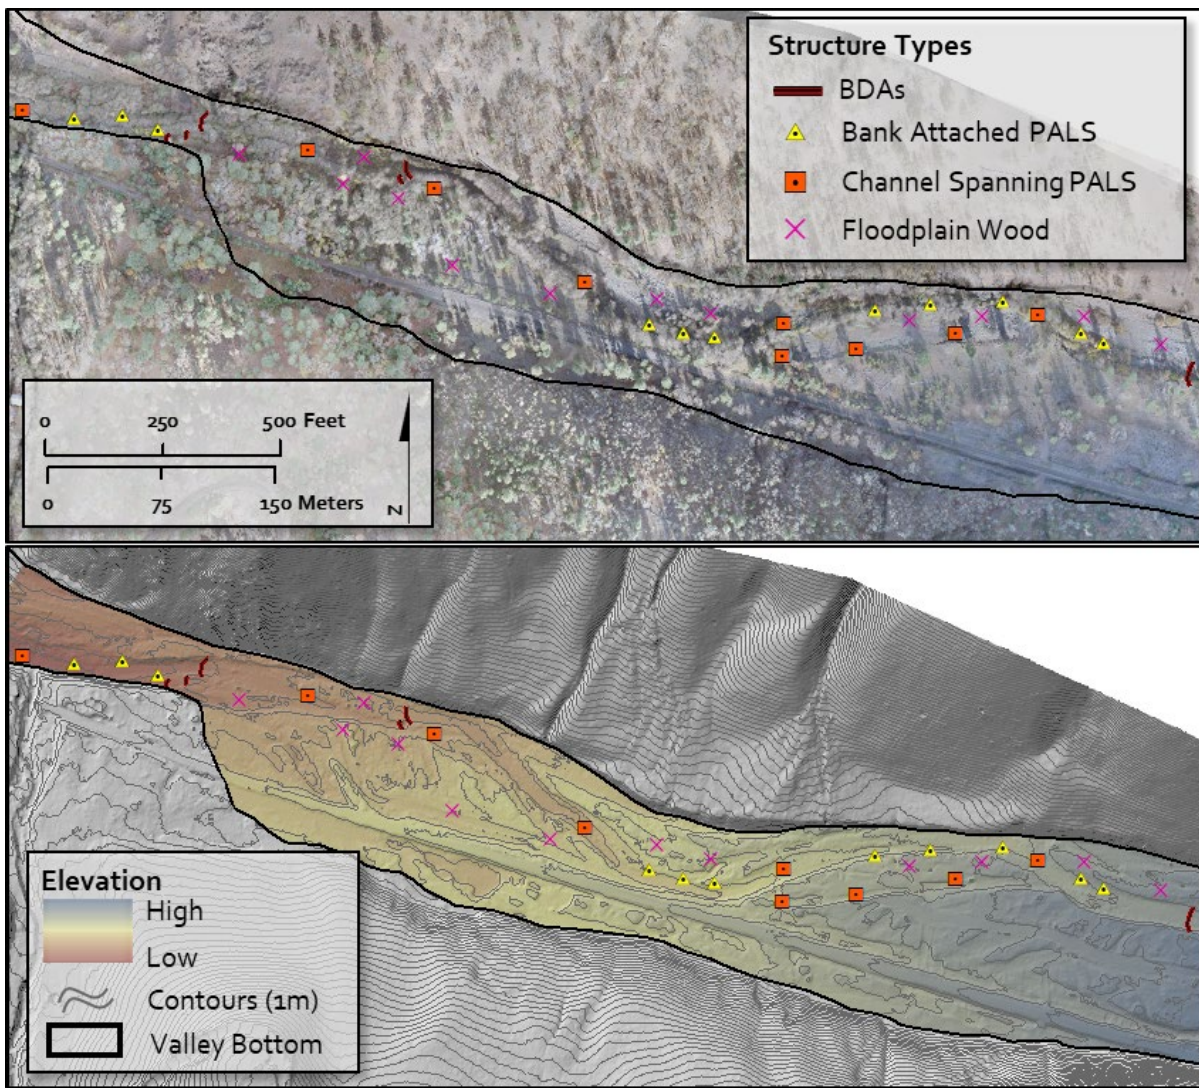 Structure Types
BDAs
Bank Attached PALS
Channel Spanning PALS
Floodplain Wood
0 250 500 Feet
0 75 150 Meters
N
Elevation
High
Low
Contours (1m)
Valley Bottom